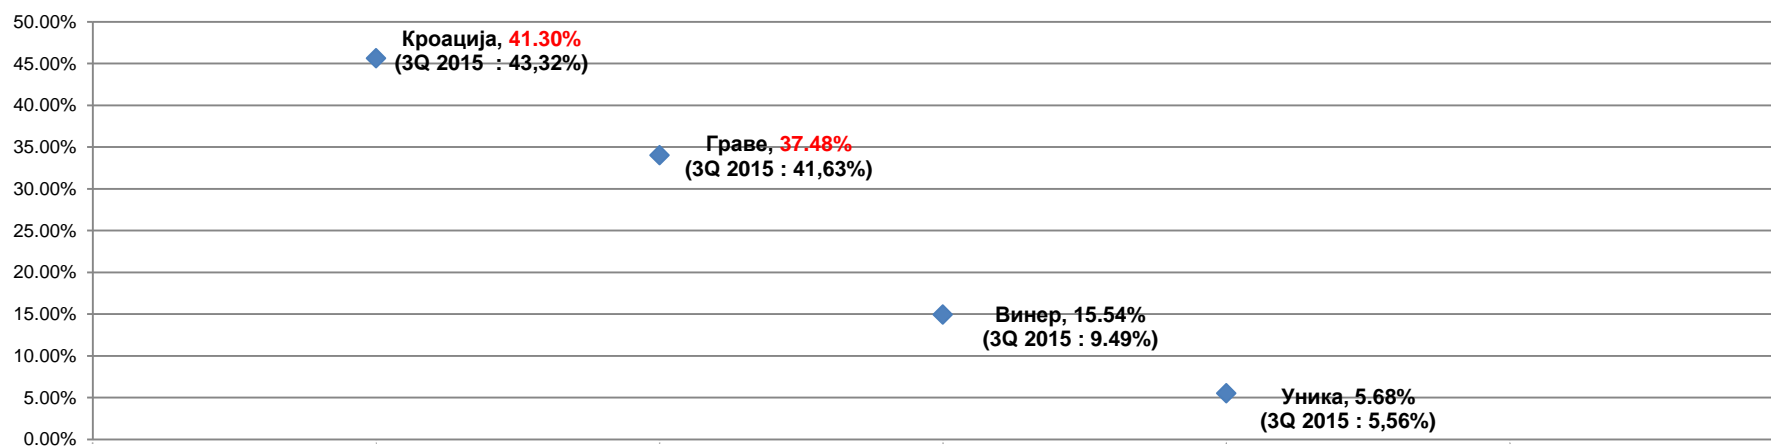 50.00%
45.00%
40.00%
35.00%
30.00%
25.00%
20.00%
15.00%
10.00%
5.00%
0.00%
Кроација, 41.30%
(3Q 2015  : 43,32%)
Граве, 37.48%
(3Q 2015 : 41,63%)
Винер, 15.54%
(3Q 2015 : 9.49%)
Уника, 5.68%
(3Q 2015 : 5,56%)